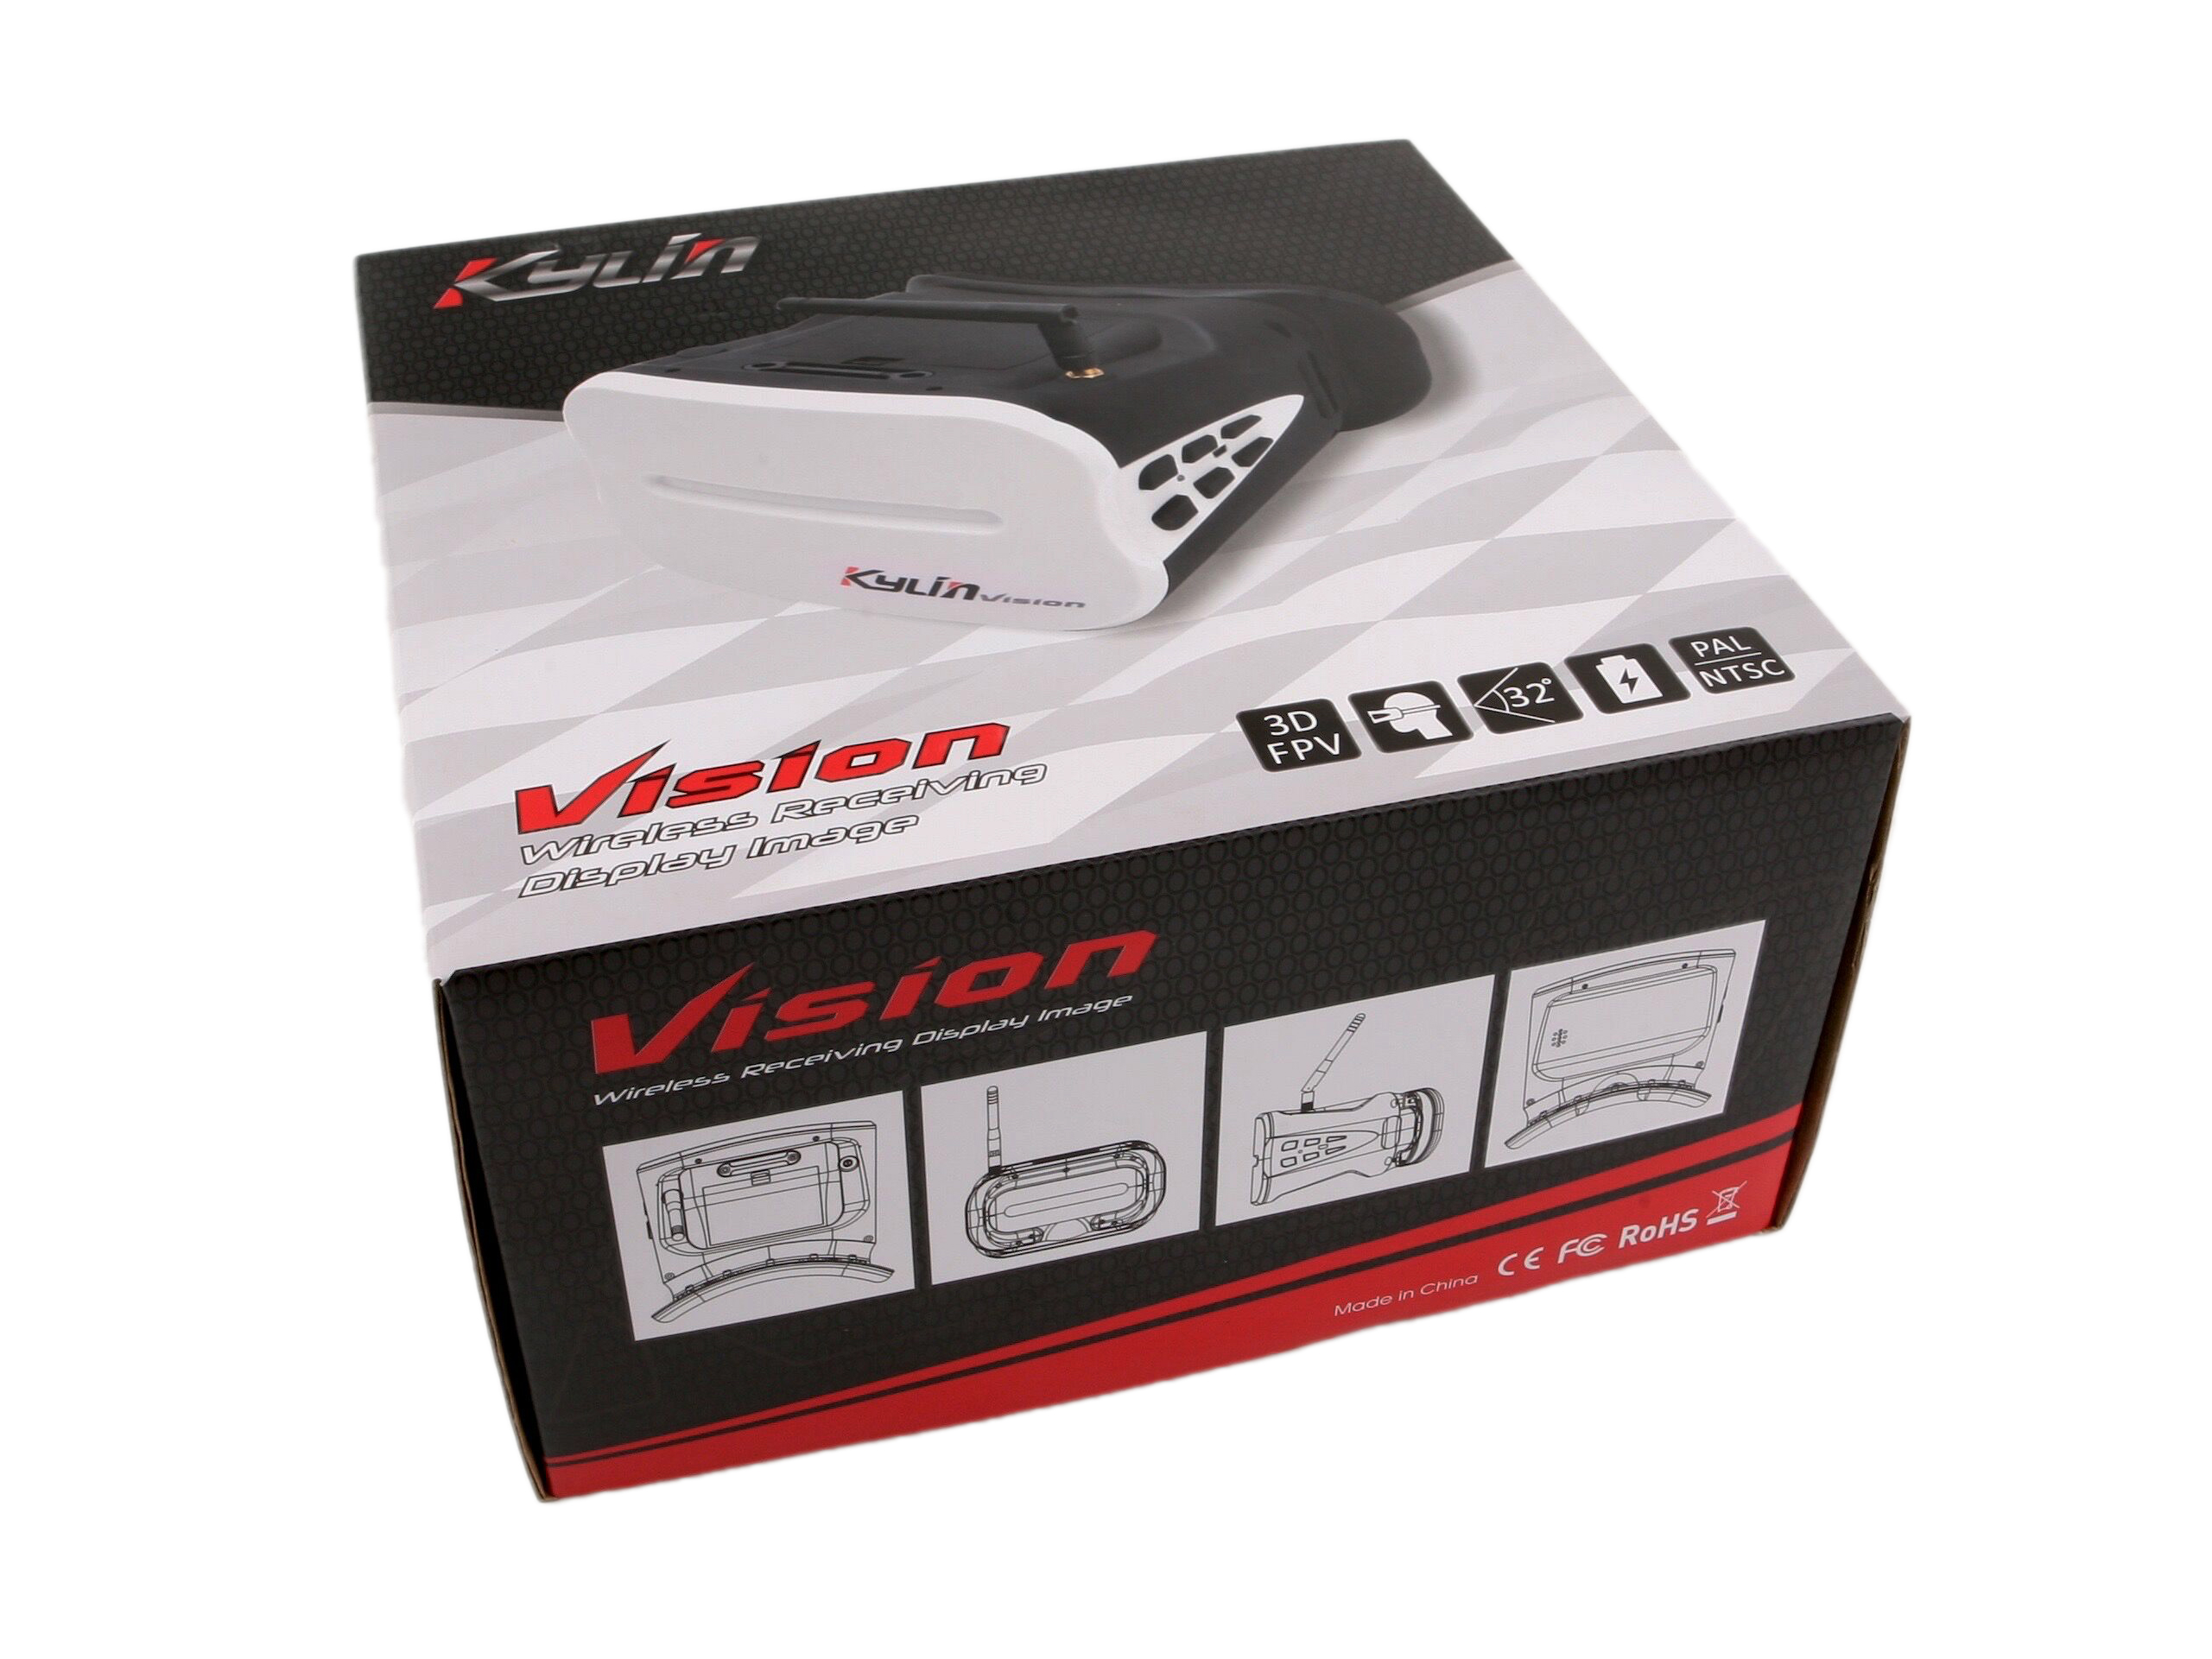 Kylin
Kylin Vision
Vision
Wireless Receiving
Display Image
3D
FPV
32°
PAL
NTSC
Vision
Wireless Receiving Display Image
Made in China CE FC RoHS